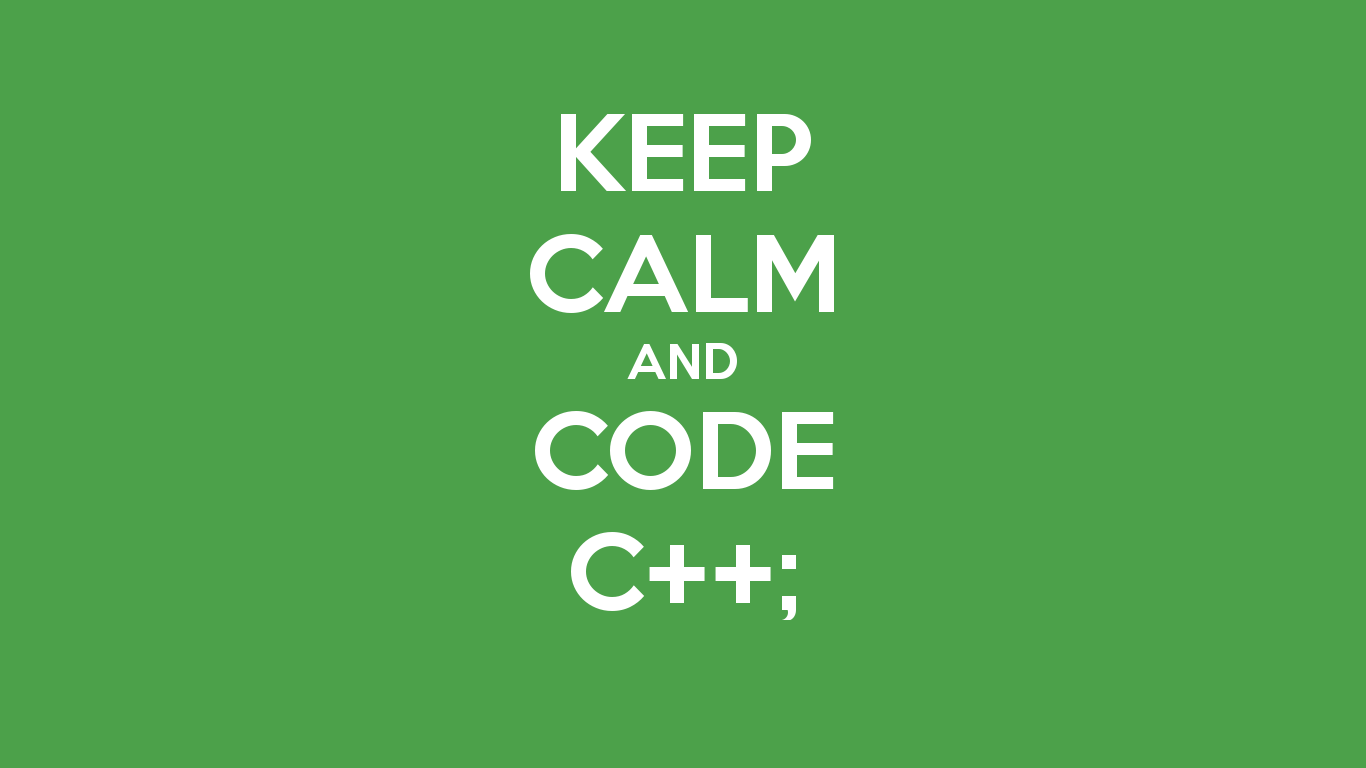 KEEP
CALM
AND
CODE
C++;